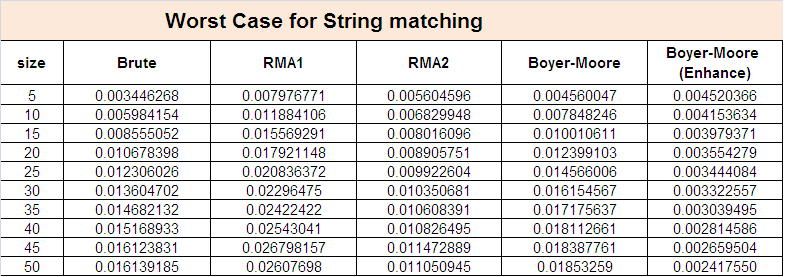 Worst Case for String matching
size Brute RMA1 RMA2 Boyer-Moore Boyer-Moore (Enhance)
5 0.003446268 0.007976771 0.005604596 0.004560047 0.004520366
10 0.005984154 0.011884106 0.006829948 0.007848246 0.004153634
15 0.008555052 0.015569291 0.008016096 0.010010611 0.003979371
20 0.010678398 0.017921148 0.008905751 0.012399103 0.003554279
25 0.012306026 0.020836372 0.009922604 0.014566006 0.003444084
30 0.013604702 0.02296475 0.010350681 0.016154567 0.003322557
35 0.014682132 0.02422422 0.010608391 0.017175637 0.003039495
40 0.015168933 0.02543041 0.010826495 0.018112661 0.002814586
45 0.016123831 0.026798157 0.011472889 0.018387761 0.002659504
50 0.016139185 0.02607698 0.011050945 0.01853259 0.002417550